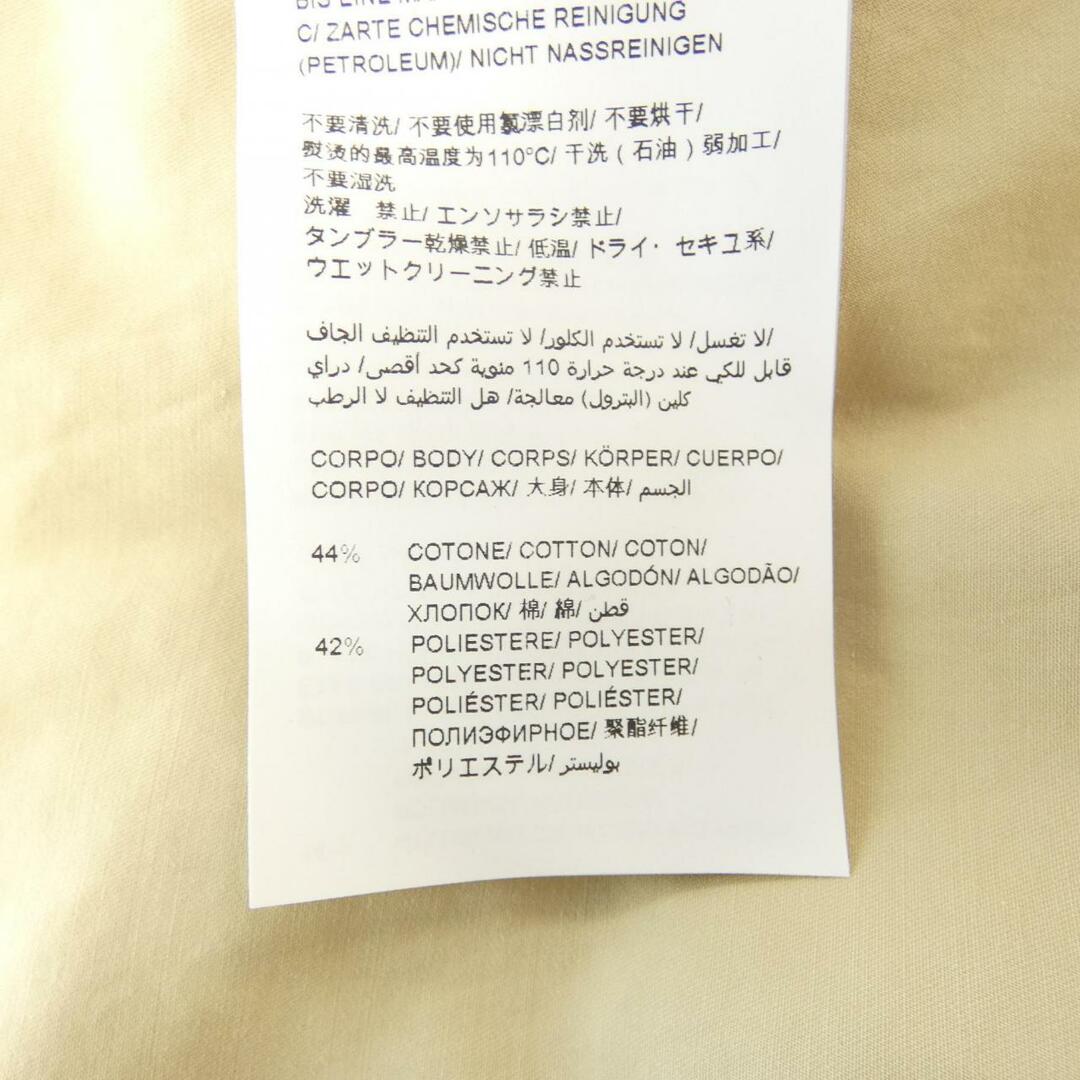 C/ ZARTE CHEMISCHE REINIGUNG
(PETROLEUM)/ NICHT NASSREINIGEN
不要清洗/ 不要使用氯漂白剂/ 不要烘干/
熨烫的最高温度为110°C/ 干洗 ( 石油 ) 弱加工/
不要湿洗
洗濯　禁止/ エンソサラシ禁止/
タンブラー乾燥禁止/ 低温/ ドライ・ セキユ系/
ウエットクリーニング禁止
لا تغسل/ لا تستخدم الكلور/ لا تستخدم التنظيف الجاف/
قابل للكي عند درجة حرارة 110 مئوية كحد أقصى/ دراي
كلين (البترول) معالجة/ هل التنظيف لا الرطب
CORPO/ BODY/ CORPS/ KÖRPER/ CUERPO/
CORPO/ КОРСАЖ/ 大身/ 本体/ الجسم
44% COTONE/ COTTON/ COTON/
BAUMWOLLE/ ALGODÓN/ ALGODÃO/
ХЛОПОК/ 棉/ 綿/ قطن
42% POLIESTERE/ POLYESTER/
POLYESTER/ POLYESTER/
POLIÉSTER/ POLIÉSTER/
ПОЛИЭФИРНОЕ/ 聚酯纤维/
ポリエステル/ بوليستر